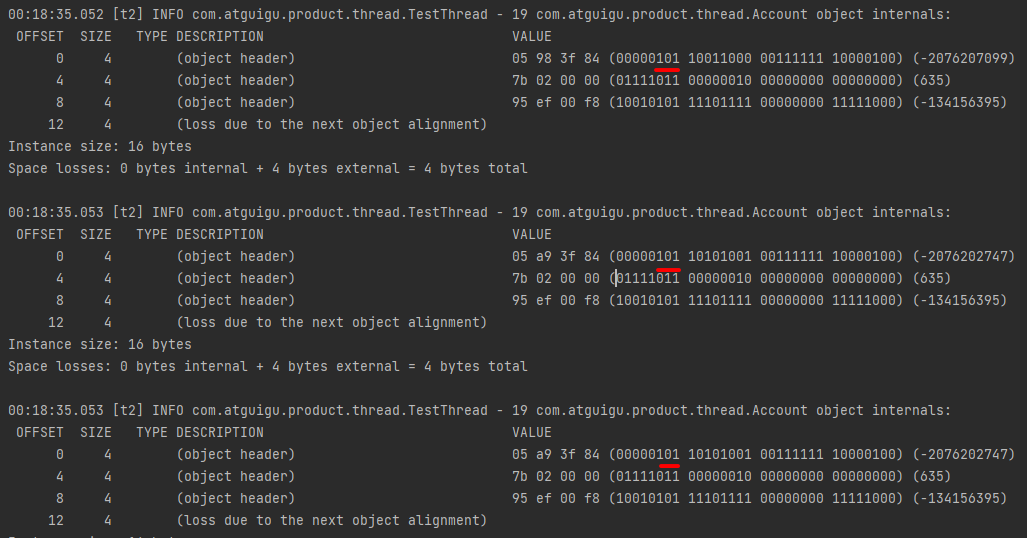 00:18:35.052 [t2] INFO com.atguigu.product.thread.TestThread - 19 com.atguigu.product.thread.Account object internals:
OFFSET  SIZE   TYPE DESCRIPTION                               VALUE
0     4        (object header)                           05 98 3f 84 (00000101 10011000 00111111 10000100) (-2076207099)
4     4        (object header)                           7b 02 00 00 (01111011 00000010 00000000 00000000) (635)
8     4        (object header)                           95 ef 00 f8 (10010101 11101111 00000000 11111000) (-134156395)
12     4        (loss due to the next object alignment)
Instance size: 16 bytes
Space losses: 0 bytes internal + 4 bytes external = 4 bytes total
00:18:35.053 [t2] INFO com.atguigu.product.thread.TestThread - 19 com.atguigu.product.thread.Account object internals:
OFFSET  SIZE   TYPE DESCRIPTION                               VALUE
0     4        (object header)                           05 a9 3f 84 (00000101 10101001 00111111 10000100) (-2076202747)
4     4        (object header)                           7b 02 00 00 (01111011 00000010 00000000 00000000) (635)
8     4        (object header)                           95 ef 00 f8 (10010101 11101111 00000000 11111000) (-134156395)
12     4        (loss due to the next object alignment)
Instance size: 16 bytes
Space losses: 0 bytes internal + 4 bytes external = 4 bytes total
00:18:35.053 [t2] INFO com.atguigu.product.thread.TestThread - 19 com.atguigu.product.thread.Account object internals:
OFFSET  SIZE   TYPE DESCRIPTION                               VALUE
0     4        (object header)                           05 a9 3f 84 (00000101 10101001 00111111 10000100) (-2076202747)
4     4        (object header)                           7b 02 00 00 (01111011 00000010 00000000 00000000) (635)
8     4        (object header)                           95 ef 00 f8 (10010101 11101111 00000000 11111000) (-134156395)
12     4        (loss due to the next object alignment)